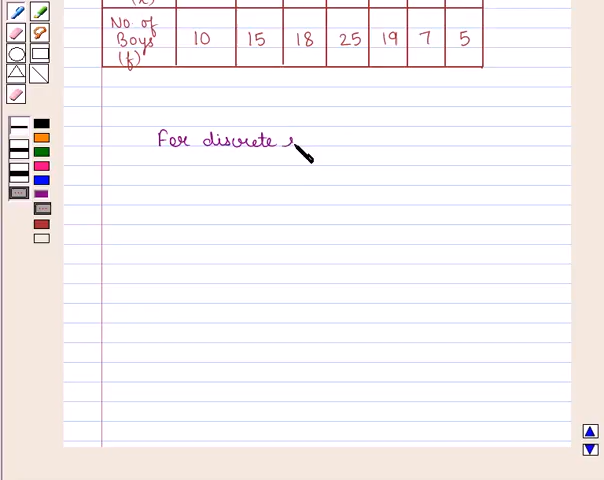 (x)
No. of
Boys
(f)
10 15 18 25 19 7 5
For discrete